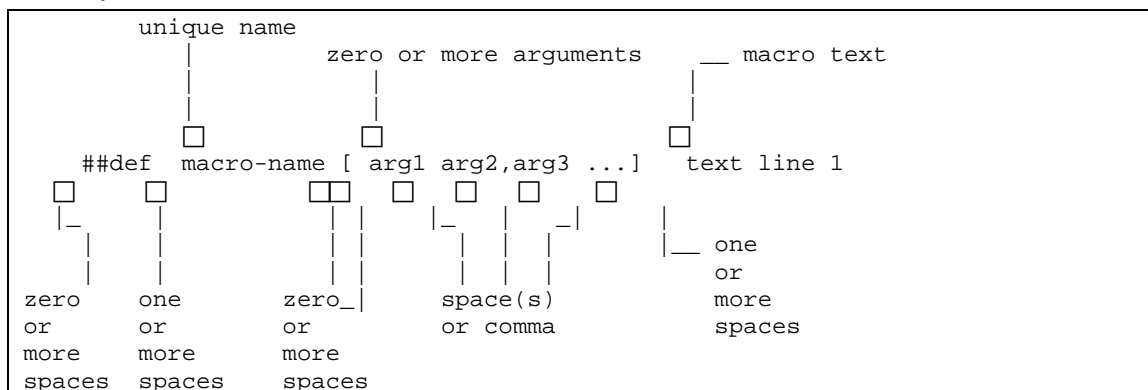 unique name
zero or more arguments __ macro text
##def macro-name [ arg1 arg2,arg3 ...] text line 1
|__ one
or
zero one zero_| space(s) more
or or or or comma spaces
more more more
spaces spaces spaces